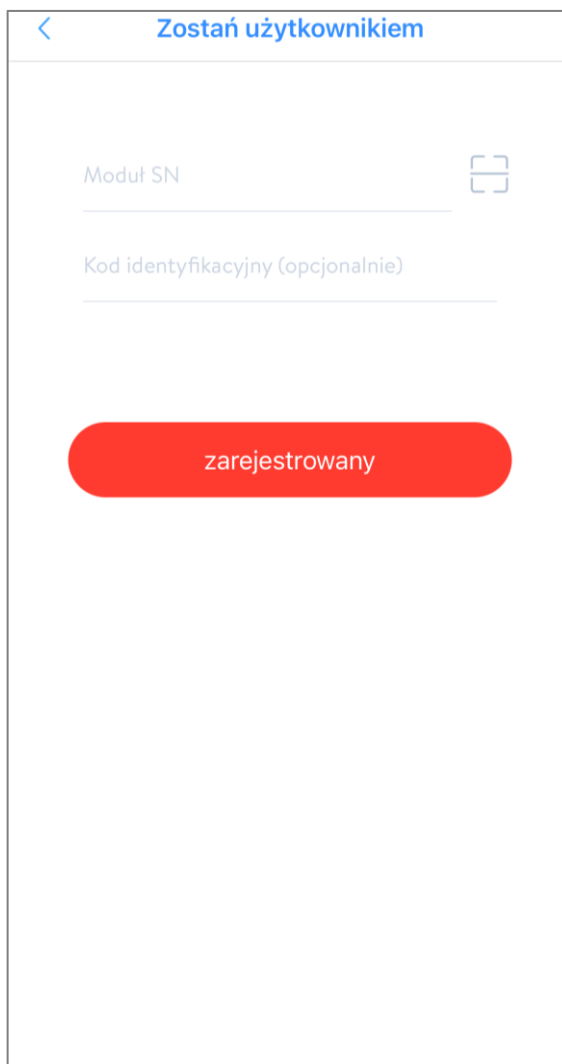 Zostań użytkownikiem
Moduł SN
Kod identyfikacyjny (opcjonalnie)
zarejestrowany